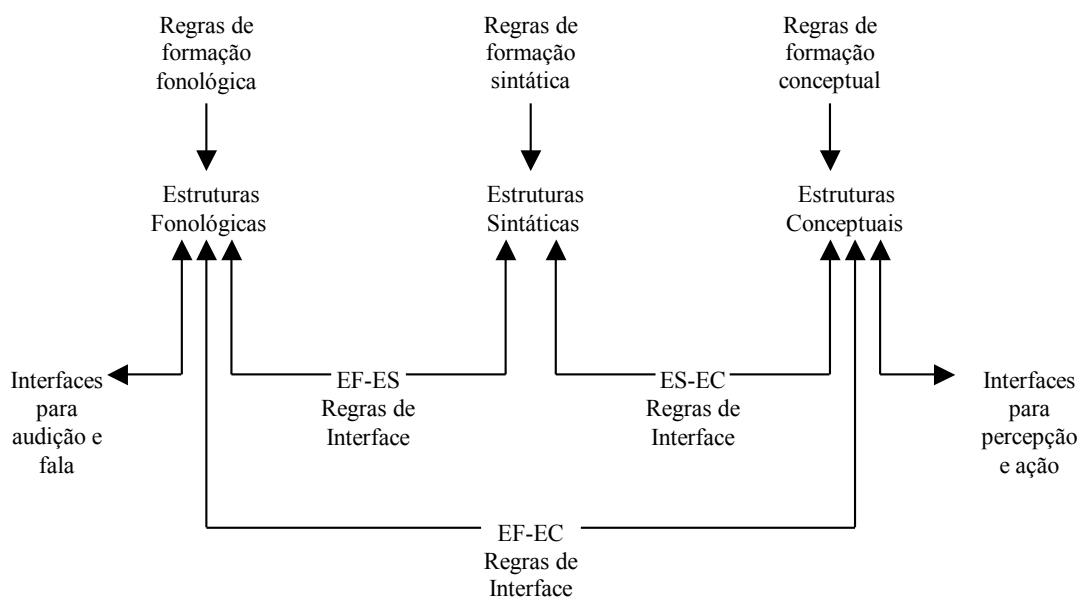 Regras de
formação
fonológica
Regras de
formação
sintática
Regras de
formação
conceptual
Estruturas
Fonológicas
Estruturas
Sintáticas
Estruturas
Conceptuais
Interfaces
para
audição e
fala
EF-ES
Regras de
Interface
ES-EC
Regras de
Interface
Interfaces
para
percepção
e ação
EF-EC
Regras de
Interface